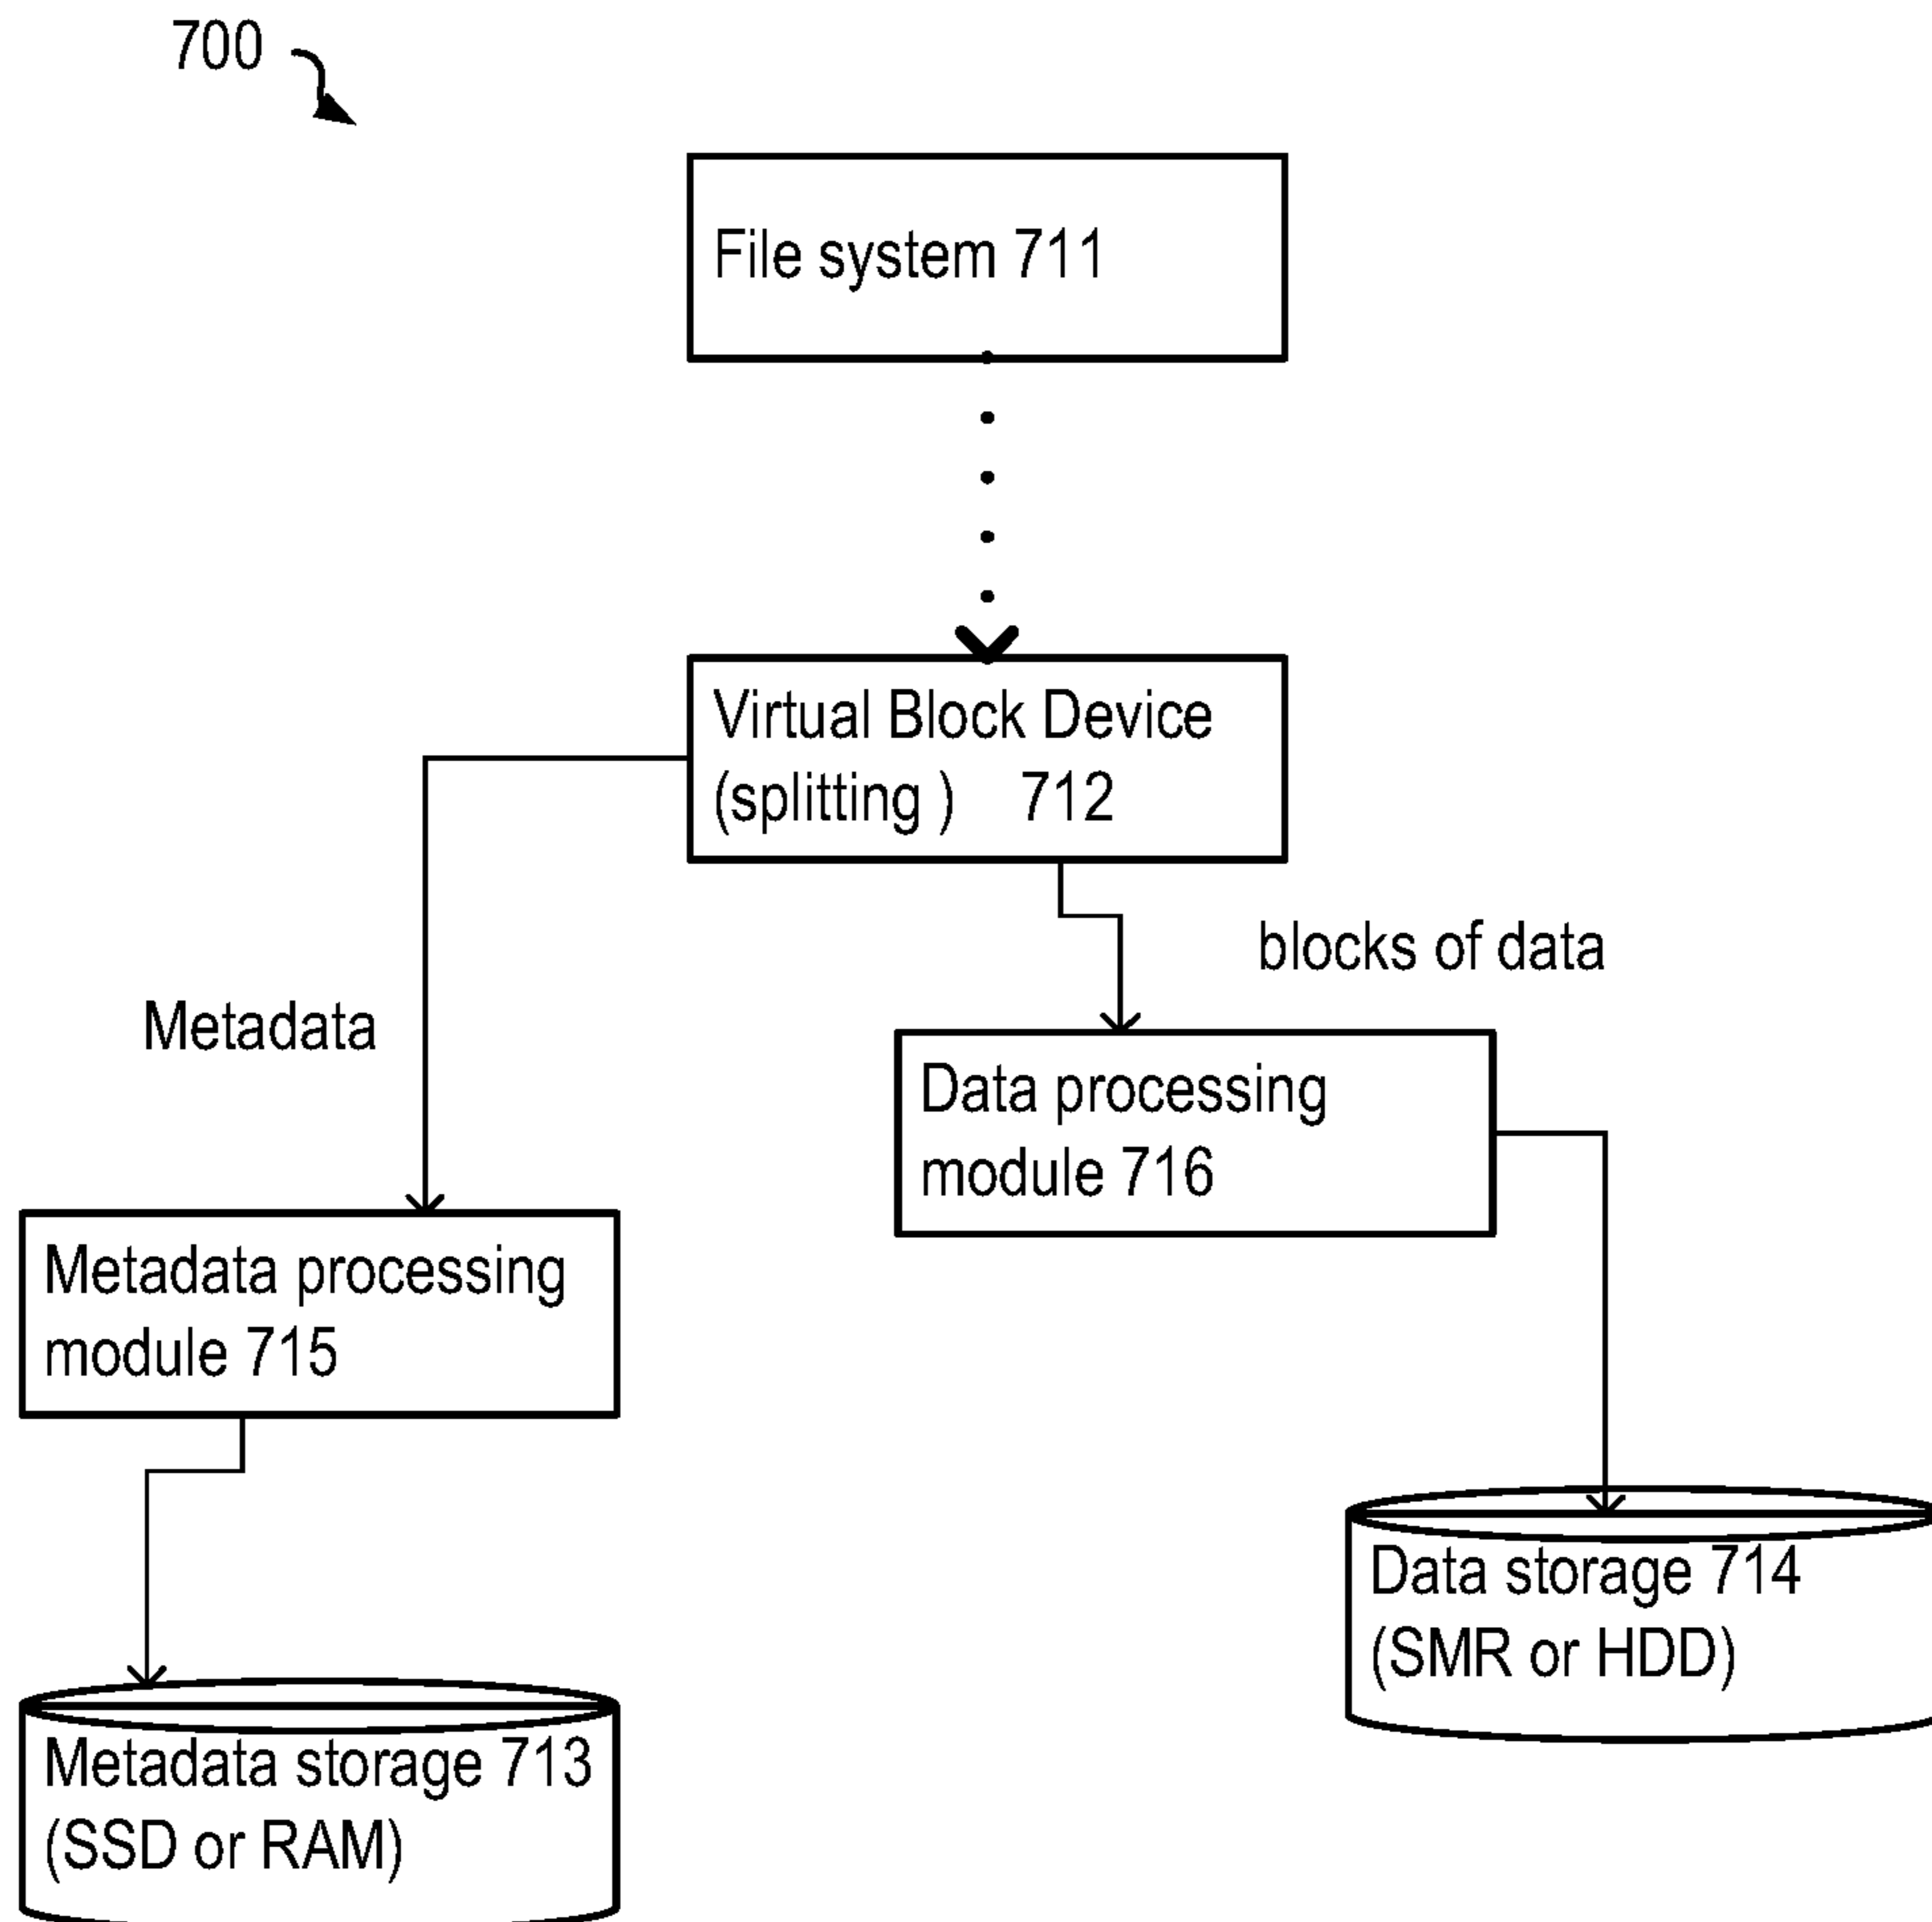 700
File system 711
Virtual Block Device
(splitting ) 712
blocks of data
Metadata
Data processing
module 716
Metadata processing
module 715
Data storage 714
(SMR or HDD)
Metadata storage 713
(SSD or RAM)